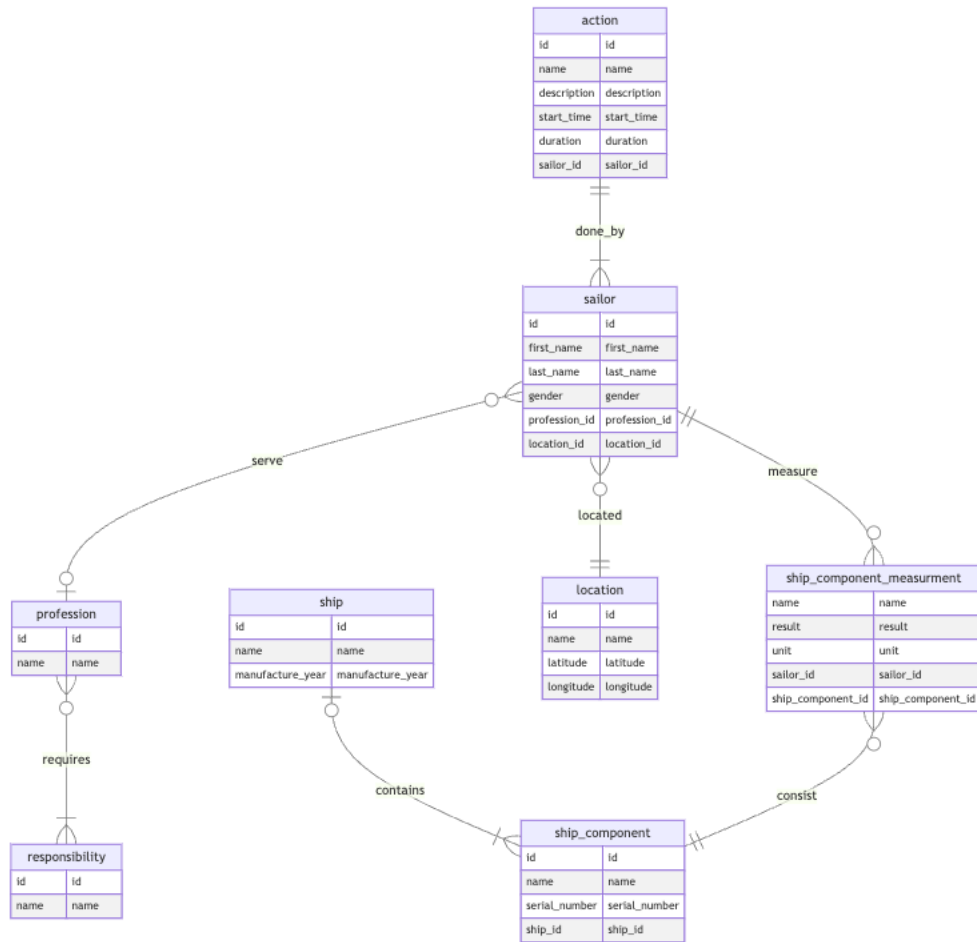 action
id id
name name
description description
start_time start_time
duration duration
sailor_id sailor_id
done_by
sailor
id id
first_name first_name
last_name last_name
gender gender
profession_id profession_id
location_id location_id
serve
measure
located
profession
id id
name name
ship
id id
name name
manufacture_year manufacture_year
location
id id
name name
latitude latitude
longitude longitude
ship_component_measurment
name name
result result
unit unit
sailor_id sailor_id
ship_component_id ship_component_id
requires
contains
consist
responsibility
id id
name name
ship_component
id id
name name
serial_number serial_number
ship_id ship_id